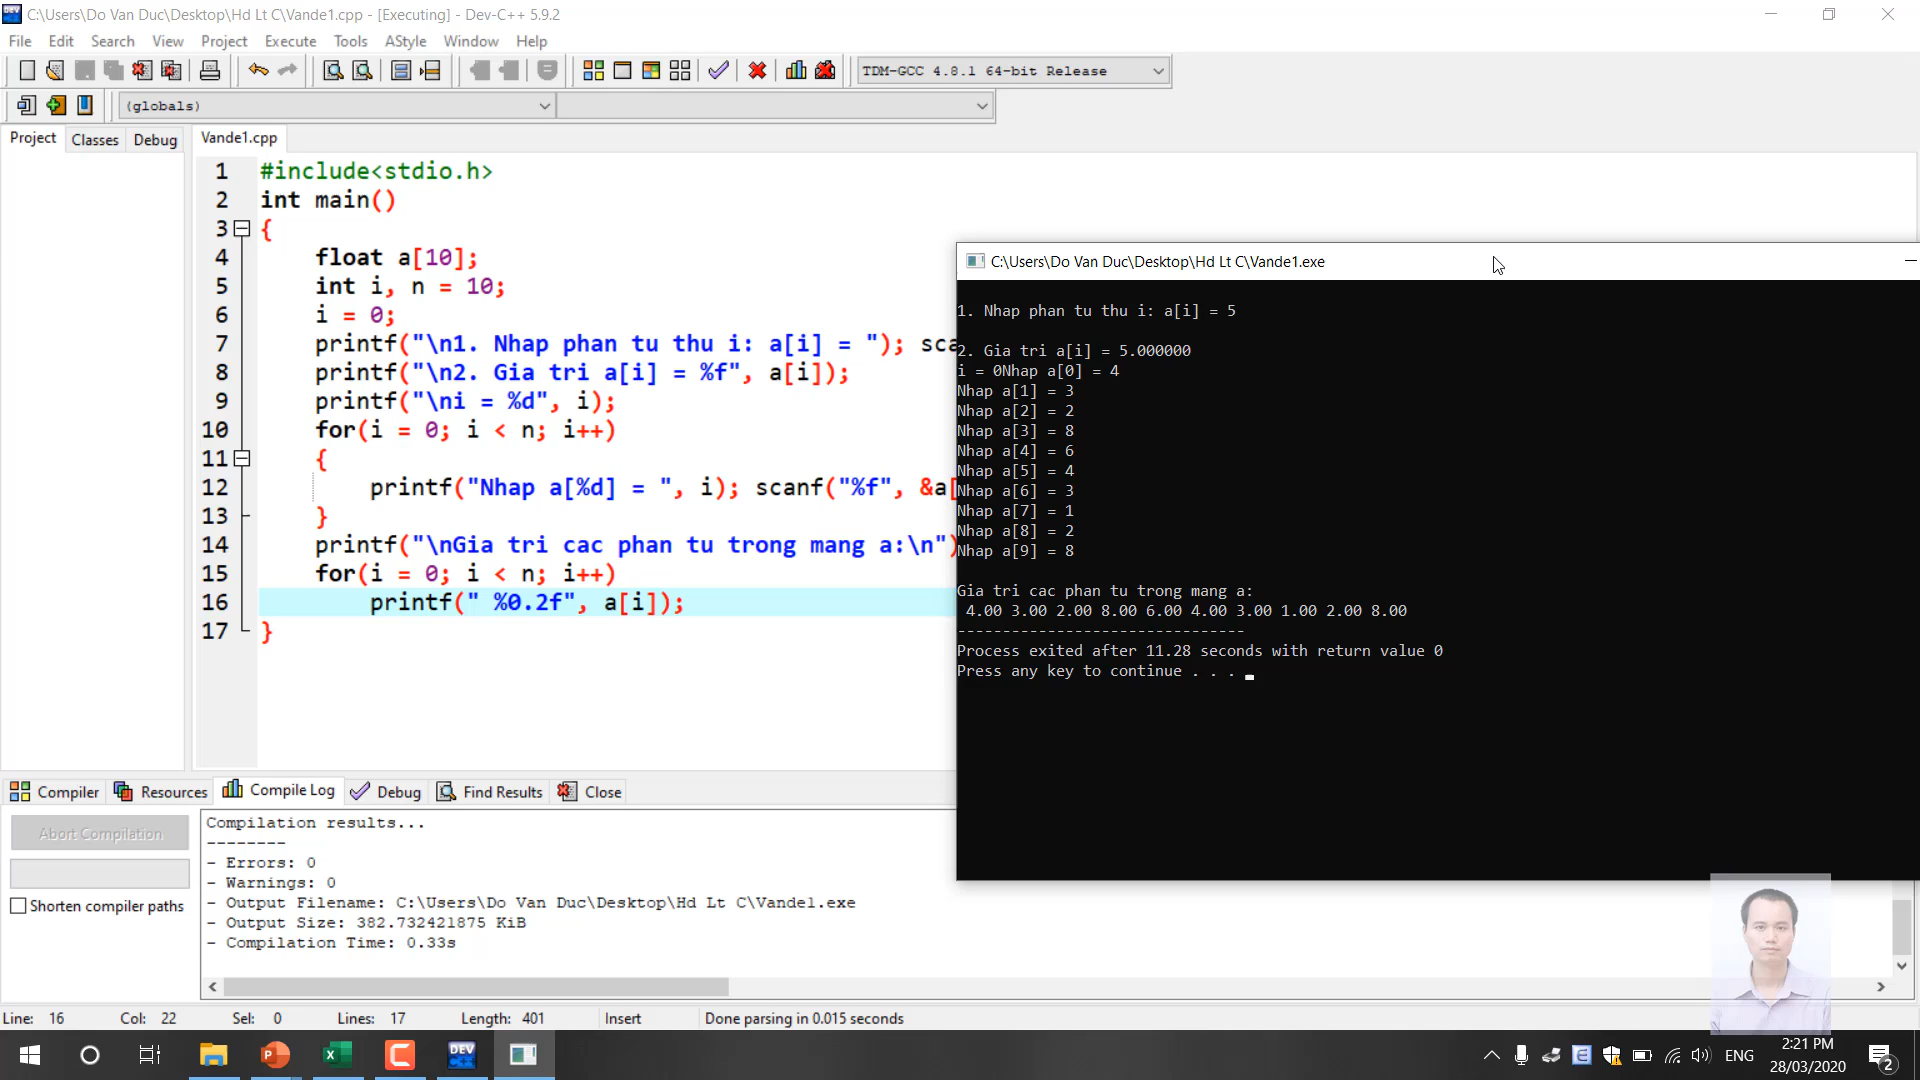 C:\Users\Do Van Duc\Desktop\Hd Lt C\Vande1.cpp - [Executing] - Dev-C++ 5.9.2
File Edit Search View Project Execute Tools AStyle Window Help
TDM-GCC 4.8.1 64-bit Release
(globals)
Project Classes Debug
Vande1.cpp
1 #include<stdio.h>
2 int main()
3 {
4 float a[10];
5 int i, n = 10;
6 i = 0;
7 printf("\n1. Nhap phan tu thu i: a[i] = "); sca
8 printf("\n2. Gia tri a[i] = %f", a[i]);
9 printf("\ni = %d", i);
10 for(i = 0; i < n; i++)
11 {
12 printf("Nhap a[%d] = ", i); scanf("%f", &a[
13 }
14 printf("\nGia tri cac phan tu trong mang a:\n")
15 for(i = 0; i < n; i++)
16 printf(" %0.2f", a[i]);
17 }
C:\Users\Do Van Duc\Desktop\Hd Lt C\Vande1.exe
1. Nhap phan tu thu i: a[i] = 5
2. Gia tri a[i] = 5.000000
i = 0Nhap a[0] = 4
Nhap a[1] = 3
Nhap a[2] = 2
Nhap a[3] = 8
Nhap a[4] = 6
Nhap a[5] = 4
Nhap a[6] = 3
Nhap a[7] = 1
Nhap a[8] = 2
Nhap a[9] = 8
Gia tri cac phan tu trong mang a:
4.00 3.00 2.00 8.00 6.00 4.00 3.00 1.00 2.00 8.00
--------------------------------
Process exited after 11.28 seconds with return value 0
Press any key to continue . . .
Compiler Resources Compile Log Debug Find Results Close
Abort Compilation
Shorten compiler paths
Compilation results...
--------
- Errors: 0
- Warnings: 0
- Output Filename: C:\Users\Do Van Duc\Desktop\Hd Lt C\Vande1.exe
- Output Size: 382.732421875 KiB
- Compilation Time: 0.33s
Line: 16 Col: 22 Sel: 0 Lines: 17 Length: 401 Insert Done parsing in 0.015 seconds
DEV
ENG
2:21 PM
28/03/2020
2